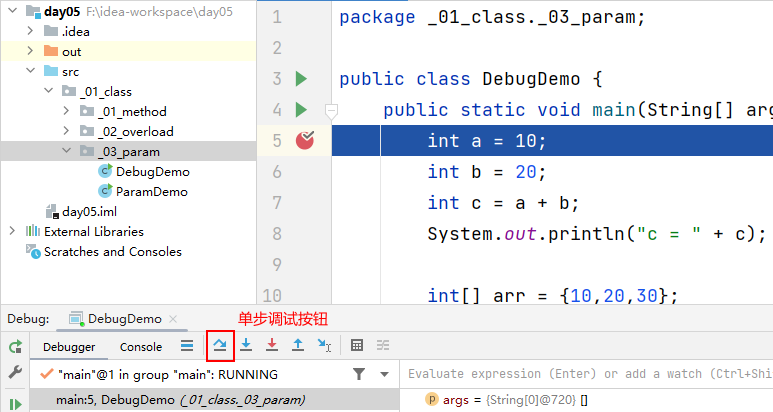 day05 F:\idea-workspace\day05
.idea
out
src
_01_class
_01_method
_02_overload
_03_param
DebugDemo
ParamDemo
day05.iml
External Libraries
Scratches and Consoles
1 package _01_class._03_param;
2
3 public class DebugDemo {
4 public static void main(String[] arg
5 int a = 10;
6 int b = 20;
7 int c = a + b;
8 System.out.println("c = " + c);
9
10 int[] arr = {10,20,30};
Debug: DebugDemo
单步调试按钮
Debugger Console
"main"@1 in group "main": RUNNING
Evaluate expression (Enter) or add a watch (Ctrl+Shi
main:5, DebugDemo (_01_class._03_param)
args = {String[0]@720} []